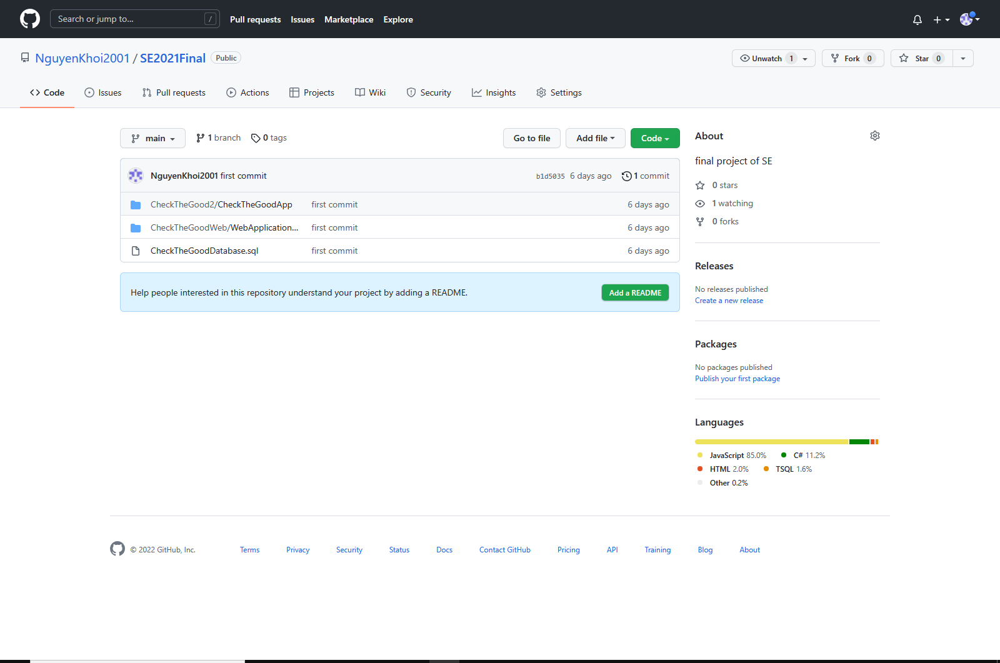 Search or jump to... / Pull requests Issues Marketplace Explore
NguyenKhoi2001 / SE2021Final Public Unwatch 1 Fork 0 Star 0
Code Issues Pull requests Actions Projects Wiki Security Insights Settings
main 1 branch 0 tags Go to file Add file Code
NguyenKhoi2001 first commit b1d5035 6 days ago 1 commit
CheckTheGood2/CheckTheGoodApp first commit 6 days ago
CheckTheGoodWeb/WebApplication... first commit 6 days ago
CheckTheGoodDatabase.sql first commit 6 days ago
Help people interested in this repository understand your project by adding a README. Add a README
About
final project of SE
0 stars
1 watching
0 forks
Releases
No releases published
Create a new release
Packages
No packages published
Publish your first package
Languages
JavaScript 85.0% C# 11.2%
HTML 2.0% TSQL 1.6%
Other 0.2%
© 2022 GitHub, Inc. Terms Privacy Security Status Docs Contact GitHub Pricing API Training Blog About